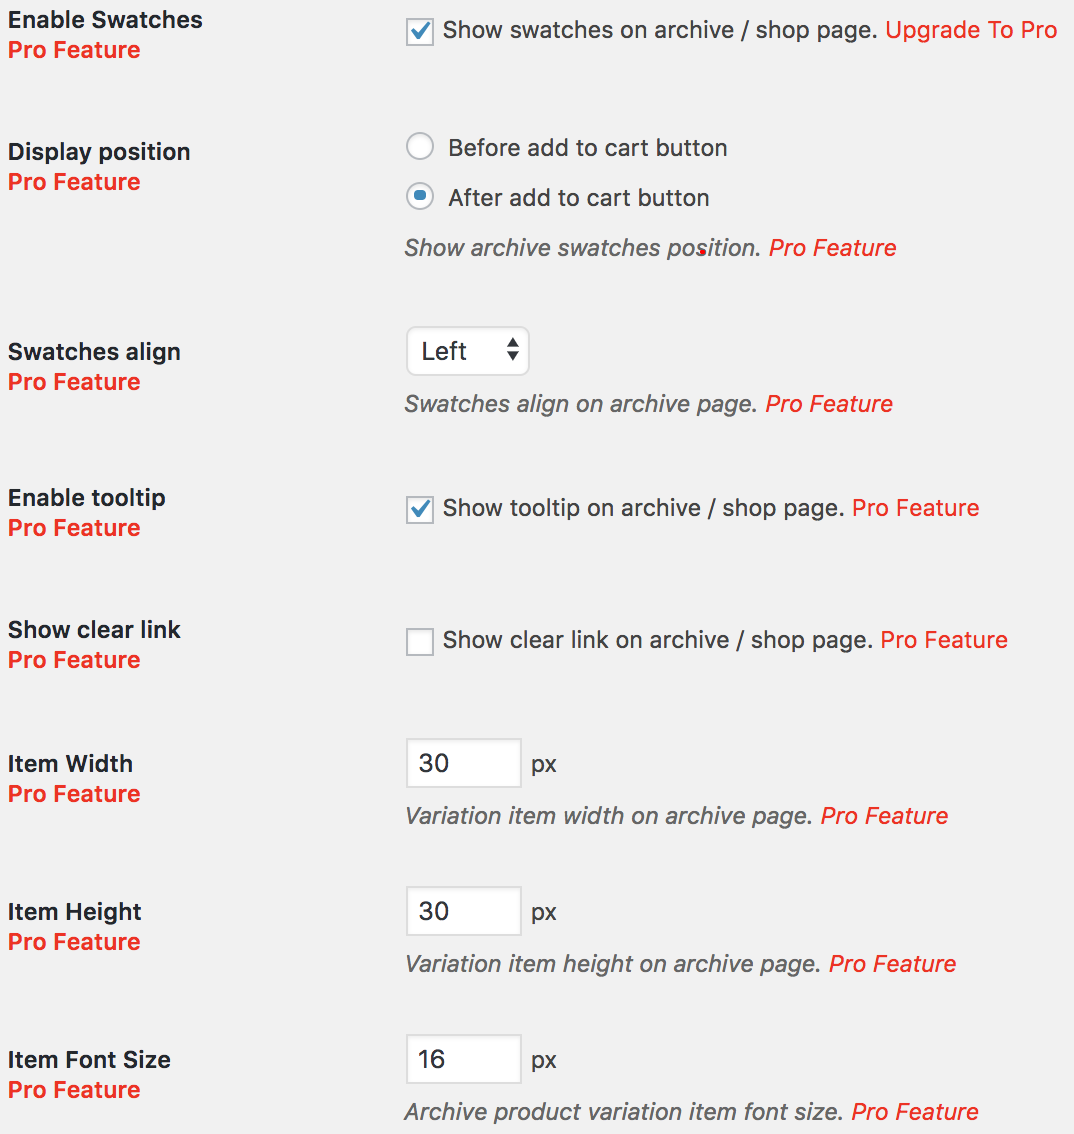 Enable Swatches
Pro Feature
Show swatches on archive / shop page. Upgrade To Pro
Display position
Pro Feature
Before add to cart button
After add to cart button
Show archive swatches position. Pro Feature
Swatches align
Pro Feature
Left
Swatches align on archive page. Pro Feature
Enable tooltip
Pro Feature
Show tooltip on archive / shop page. Pro Feature
Show clear link
Pro Feature
Show clear link on archive / shop page. Pro Feature
Item Width
Pro Feature
30 px
Variation item width on archive page. Pro Feature
Item Height
Pro Feature
30 px
Variation item height on archive page. Pro Feature
Item Font Size
Pro Feature
16 px
Archive product variation item font size. Pro Feature